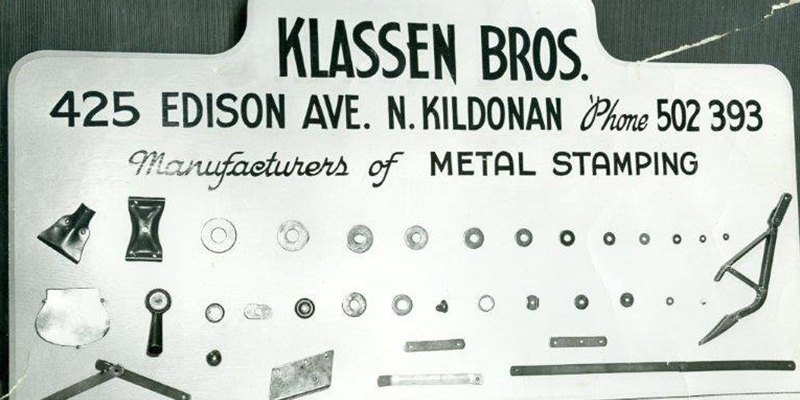 KLASSEN BROS.
425 EDISON AVE. N. KILDONAN Phone 502 393
Manufacturers of METAL STAMPING